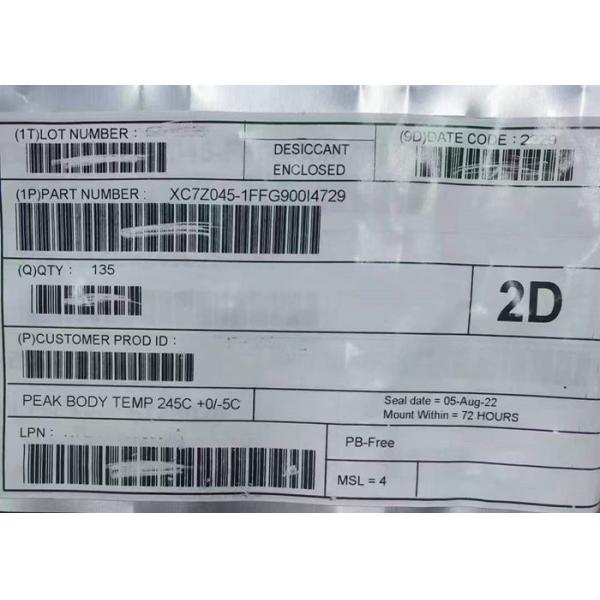 (1T)LOT NUMBER :
DESICCANT
ENCLOSED
(9D)DATE CODE : 2229
(1P)PART NUMBER : XC7Z045-1FFG900I4729
(Q)QTY : 135
2D
(P)CUSTOMER PROD ID :
PEAK BODY TEMP 245C +0/-5C
Seal date = 05-Aug-22
Mount Within = 72 HOURS
LPN :
PB-Free
MSL = 4